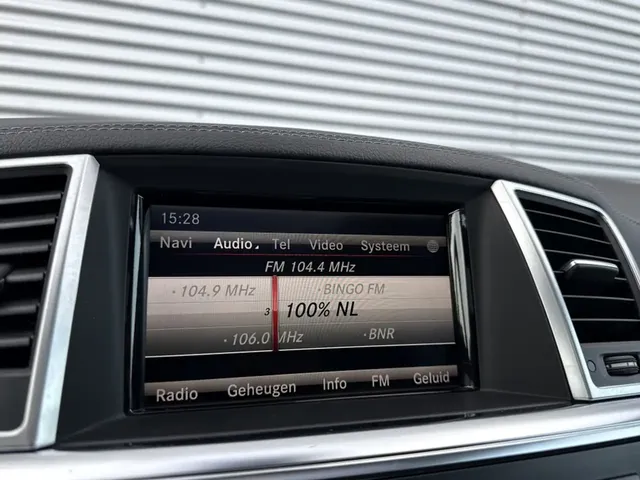 15:28
Navi Audio Tel Video Systeem
FM 104.4 MHz
· 104.9 MHz · BINGO FM
3 100% NL
· 106.0 MHz · BNR
Radio Geheugen Info FM Geluid